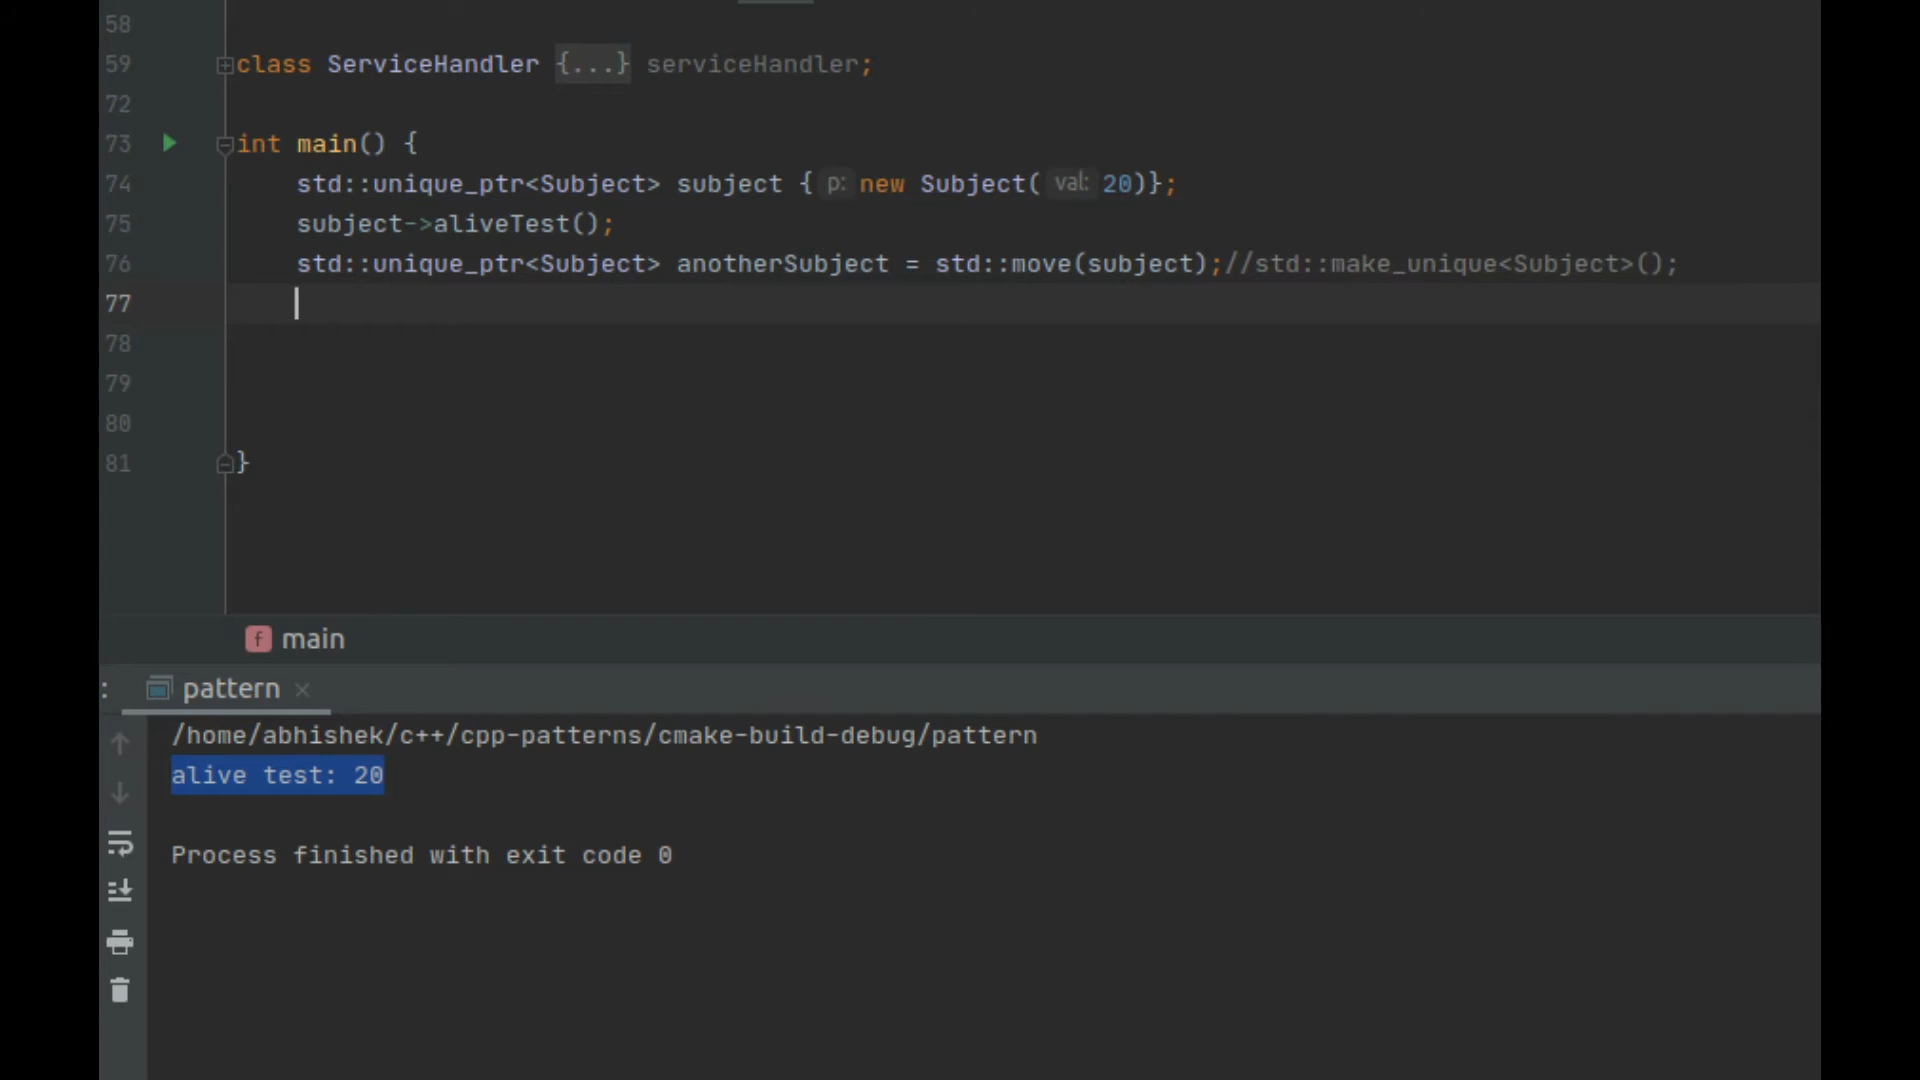 58
59 class ServiceHandler {...} serviceHandler;
72
73 int main() {
74 std::unique_ptr<Subject> subject { p: new Subject( val: 20)};
75 subject->aliveTest();
76 std::unique_ptr<Subject> anotherSubject = std::move(subject);//std::make_unique<Subject>();
77
78
79
80
81 }
f main
: pattern ×
/home/abhishek/c++/cpp-patterns/cmake-build-debug/pattern
alive test: 20
Process finished with exit code 0